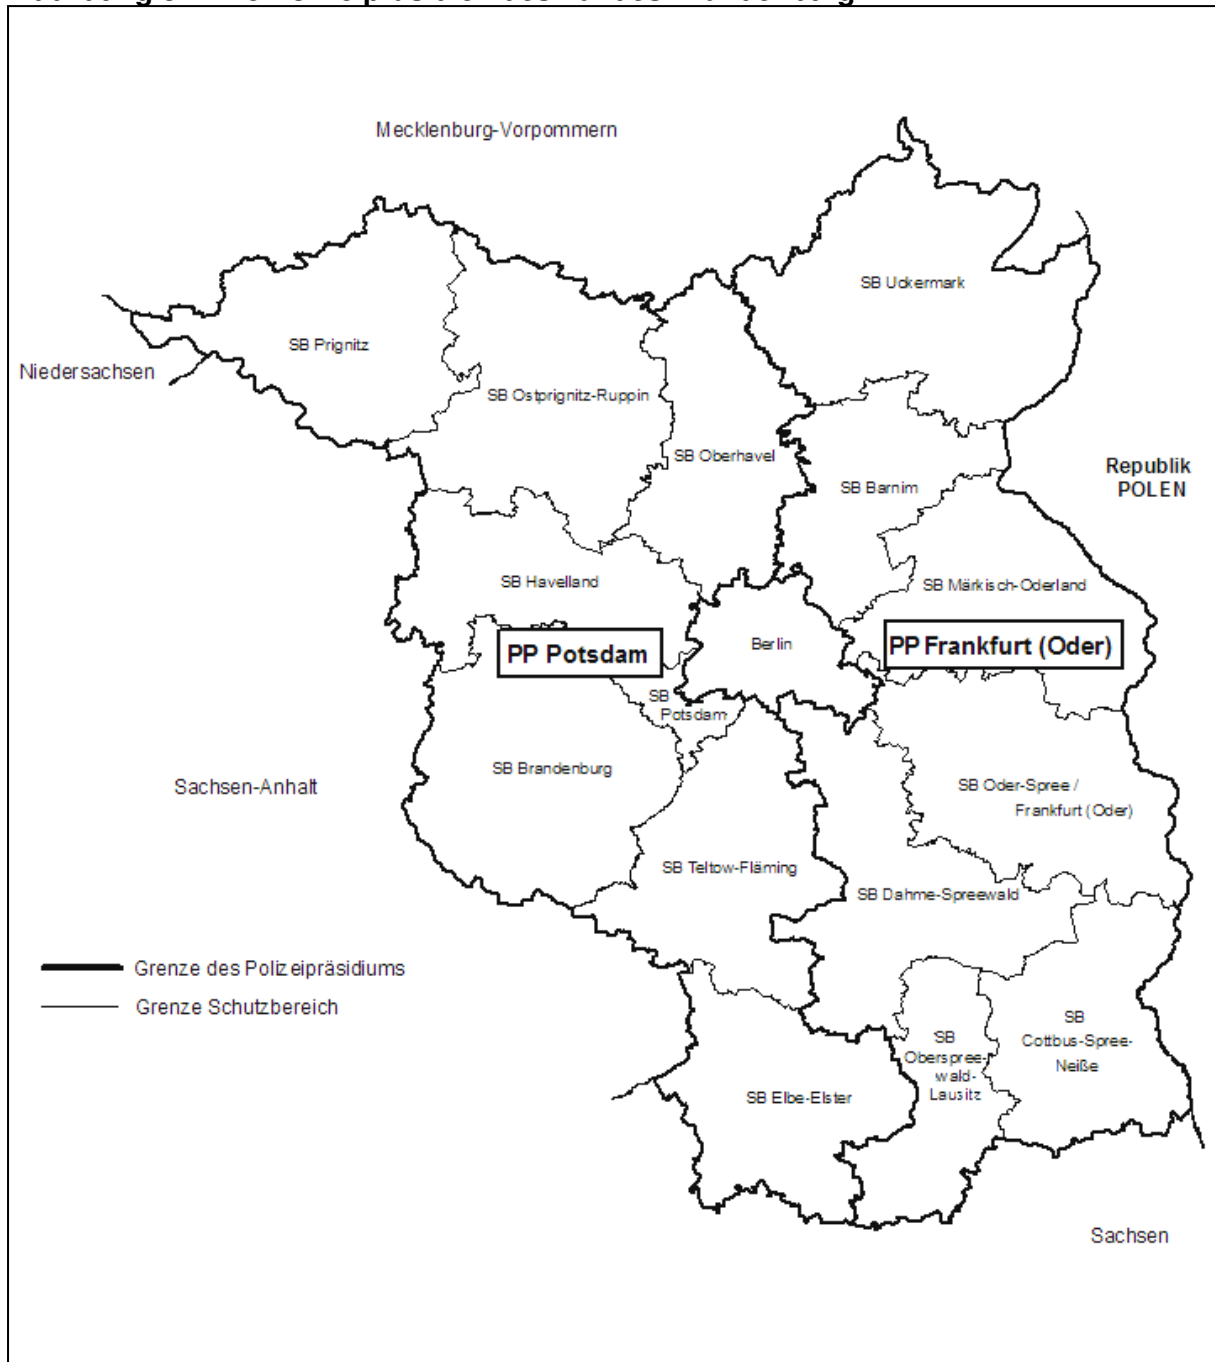 Mecklenburg-Vorpommern
SB Uckermark
SB Prignitz
Niedersachsen
SB Ostprignitz-Ruppin
SB Oberhavel
Republik
POLEN
SB Barnim
SB Havelland
SB Märkisch-Oderland
PP Potsdam
Berlin
PP Frankfurt (Oder)
SB
Potsdam
SB Brandenburg
Sachsen-Anhalt
SB Oder-Spree /
Frankfurt (Oder)
SB Teltow-Fläming
SB Dahme-Spreewald
Grenze des Polizeipräsidiums
Grenze Schutzbereich
SB
Cottbus-Spree-
Neiße
SB
Oberspree-
wald-
Lausitz
SB Elbe-Elster
Sachsen